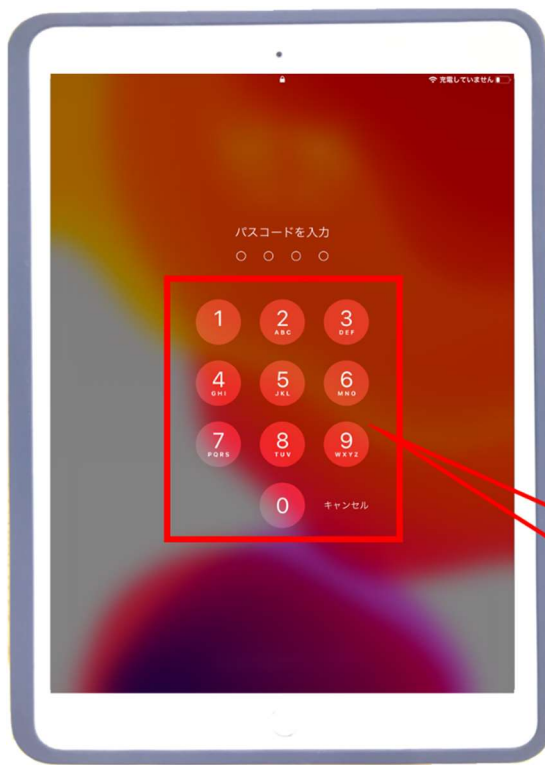 充電していません
パスコードを入力
1 2 3
ABC DEF
4 5 6
GHI JKL MNO
7 8 9
PQRS TUV WXYZ
0 キャンセル